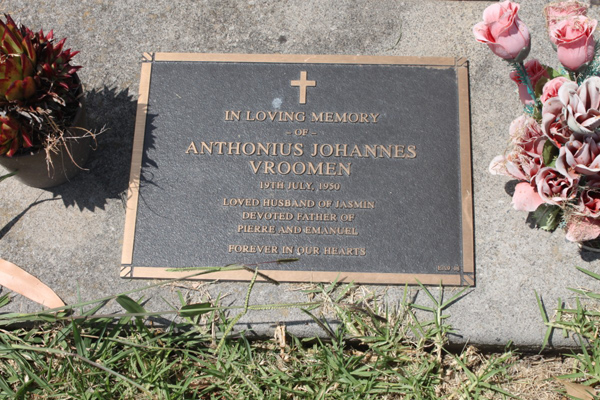 IN LOVING MEMORY
- OF -
ANTHONIUS JOHANNES
VROOMEN
19TH JULY, 1950
LOVED HUSBAND OF JASMIN
DEVOTED FATHER OF
PIERRE AND EMANUEL
FOREVER IN OUR HEARTS